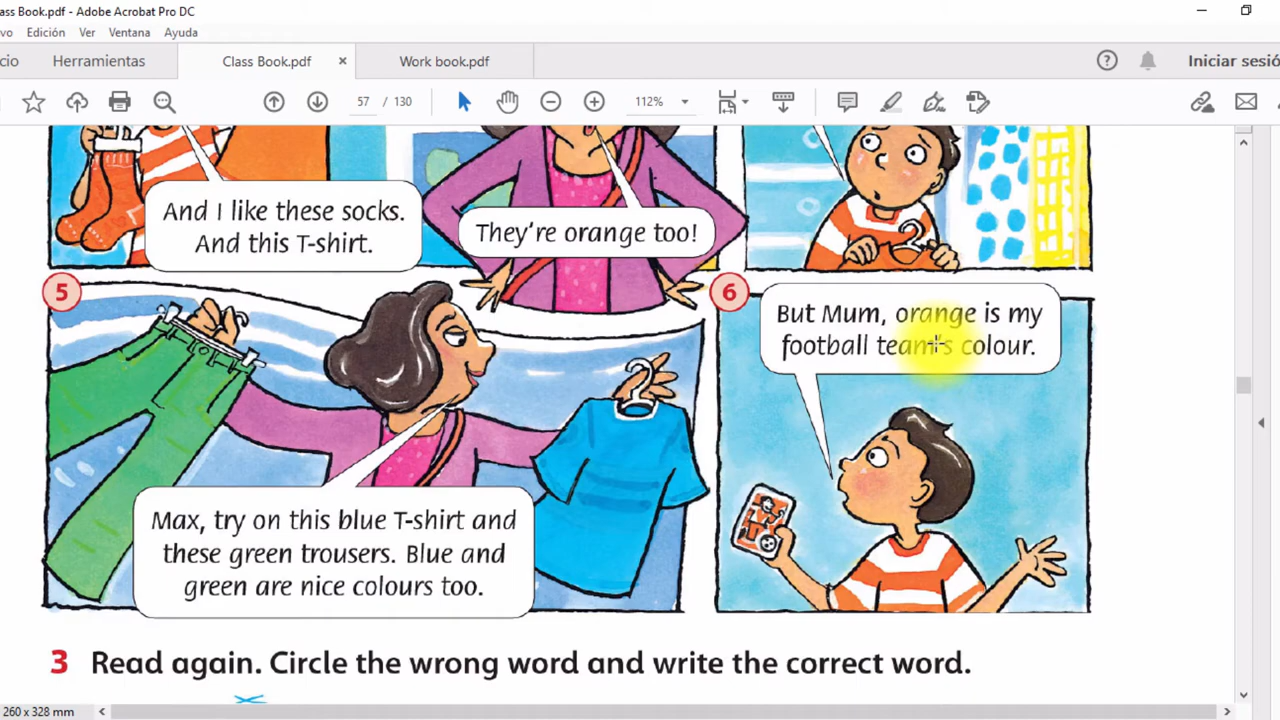 ass Book.pdf - Adobe Acrobat Pro DC
vo Edición Ver Ventana Ayuda
cio Herramientas Class Book.pdf × Work book.pdf Iniciar sesió
57 / 130 112%
And I like these socks.
And this T-shirt.
They're orange too!
5
6
But Mum, orange is my
football team's colour.
Max, try on this blue T-shirt and
these green trousers. Blue and
green are nice colours too.
3 Read again. Circle the wrong word and write the correct word.
260 x 328 mm